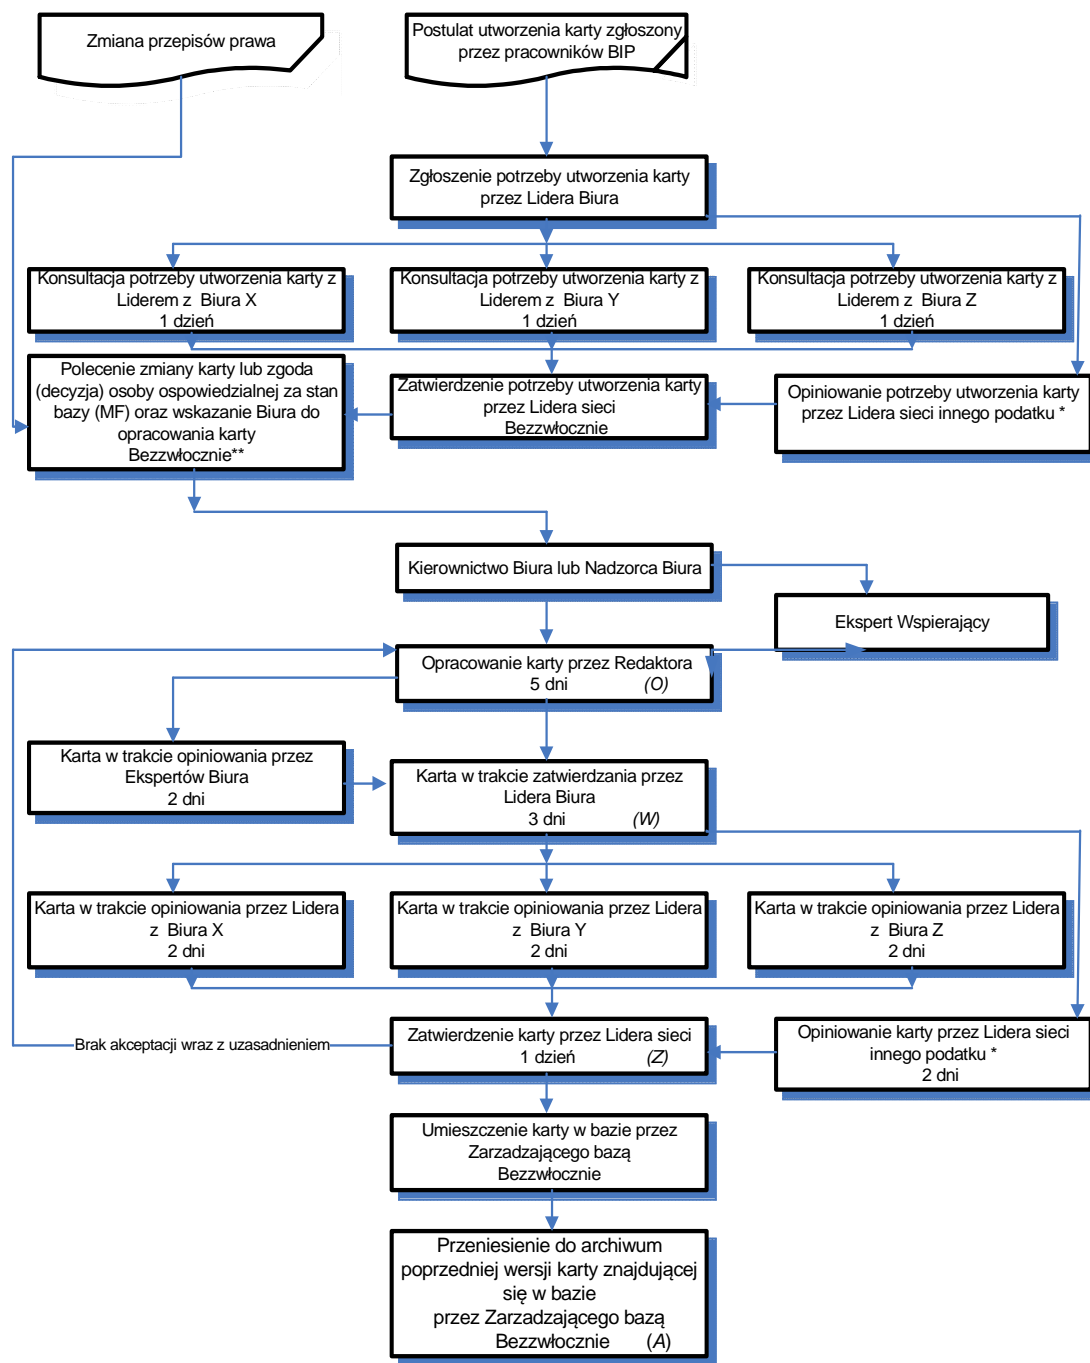 Zmiana przepisów prawa
Postulat utworzenia karty zgłoszony
przez pracowników BIP
Zgłoszenie potrzeby utworzenia karty
przez Lidera Biura
Konsultacja potrzeby utworzenia karty z
Liderem z Biura X
1 dzień
Konsultacja potrzeby utworzenia karty z
Liderem z Biura Y
1 dzień
Konsultacja potrzeby utworzenia karty z
Liderem z Biura Z
1 dzień
Polecenie zmiany karty lub zgoda
(decyzja) osoby ospowiedzialnej za stan
bazy (MF) oraz wskazanie Biura do
opracowania karty
Bezzwłocznie**
Zatwierdzenie potrzeby utworzenia karty
przez Lidera sieci
Bezzwłocznie
Opiniowanie potrzeby utworzenia karty
przez Lidera sieci innego podatku *
Kierownictwo Biura lub Nadzorca Biura
Ekspert Wspierający
Opracowanie karty przez Redaktora
5 dni (O)
Karta w trakcie opiniowania przez
Ekspertów Biura
2 dni
Karta w trakcie zatwierdzania przez
Lidera Biura
3 dni (W)
Karta w trakcie opiniowania przez Lidera
z Biura X
2 dni
Karta w trakcie opiniowania przez Lidera
z Biura Y
2 dni
Karta w trakcie opiniowania przez Lidera
z Biura Z
2 dni
Brak akceptacji wraz z uzasadnieniem
Zatwierdzenie karty przez Lidera sieci
1 dzień (Z)
Opiniowanie karty przez Lidera sieci
innego podatku *
2 dni
Umieszczenie karty w bazie przez
Zarzadzającego bazą
Bezzwłocznie
Przeniesienie do archiwum
poprzedniej wersji karty znajdującej
się w bazie
przez Zarzadzającego bazą
Bezzwłocznie (A)